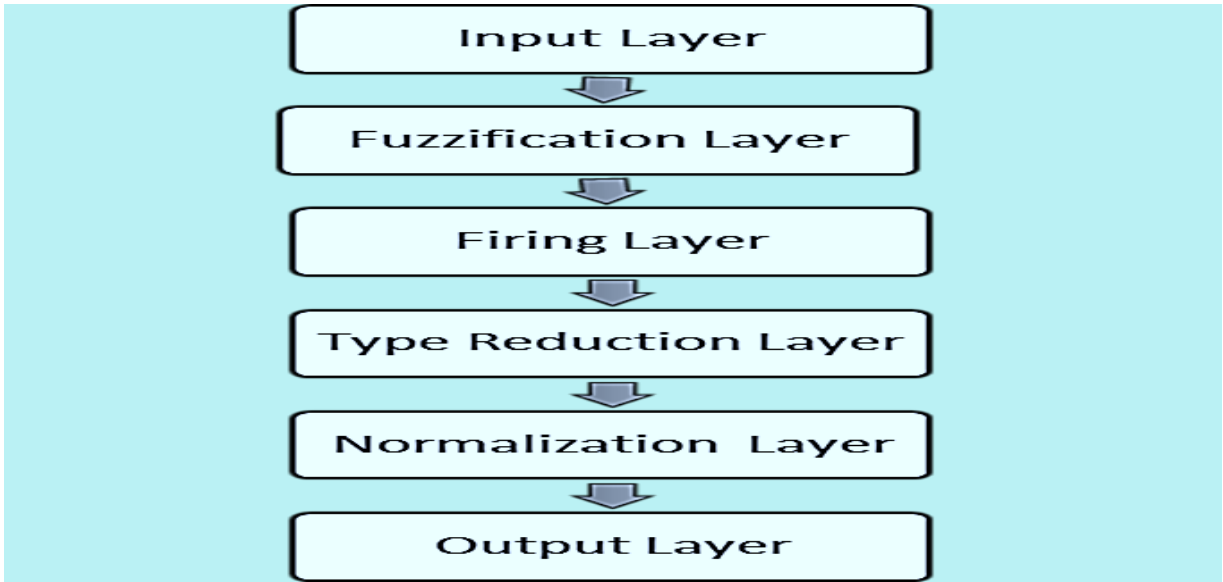 Input Layer
Fuzzification Layer
Firing Layer
Type Reduction Layer
Normalization  Layer
Output Layer